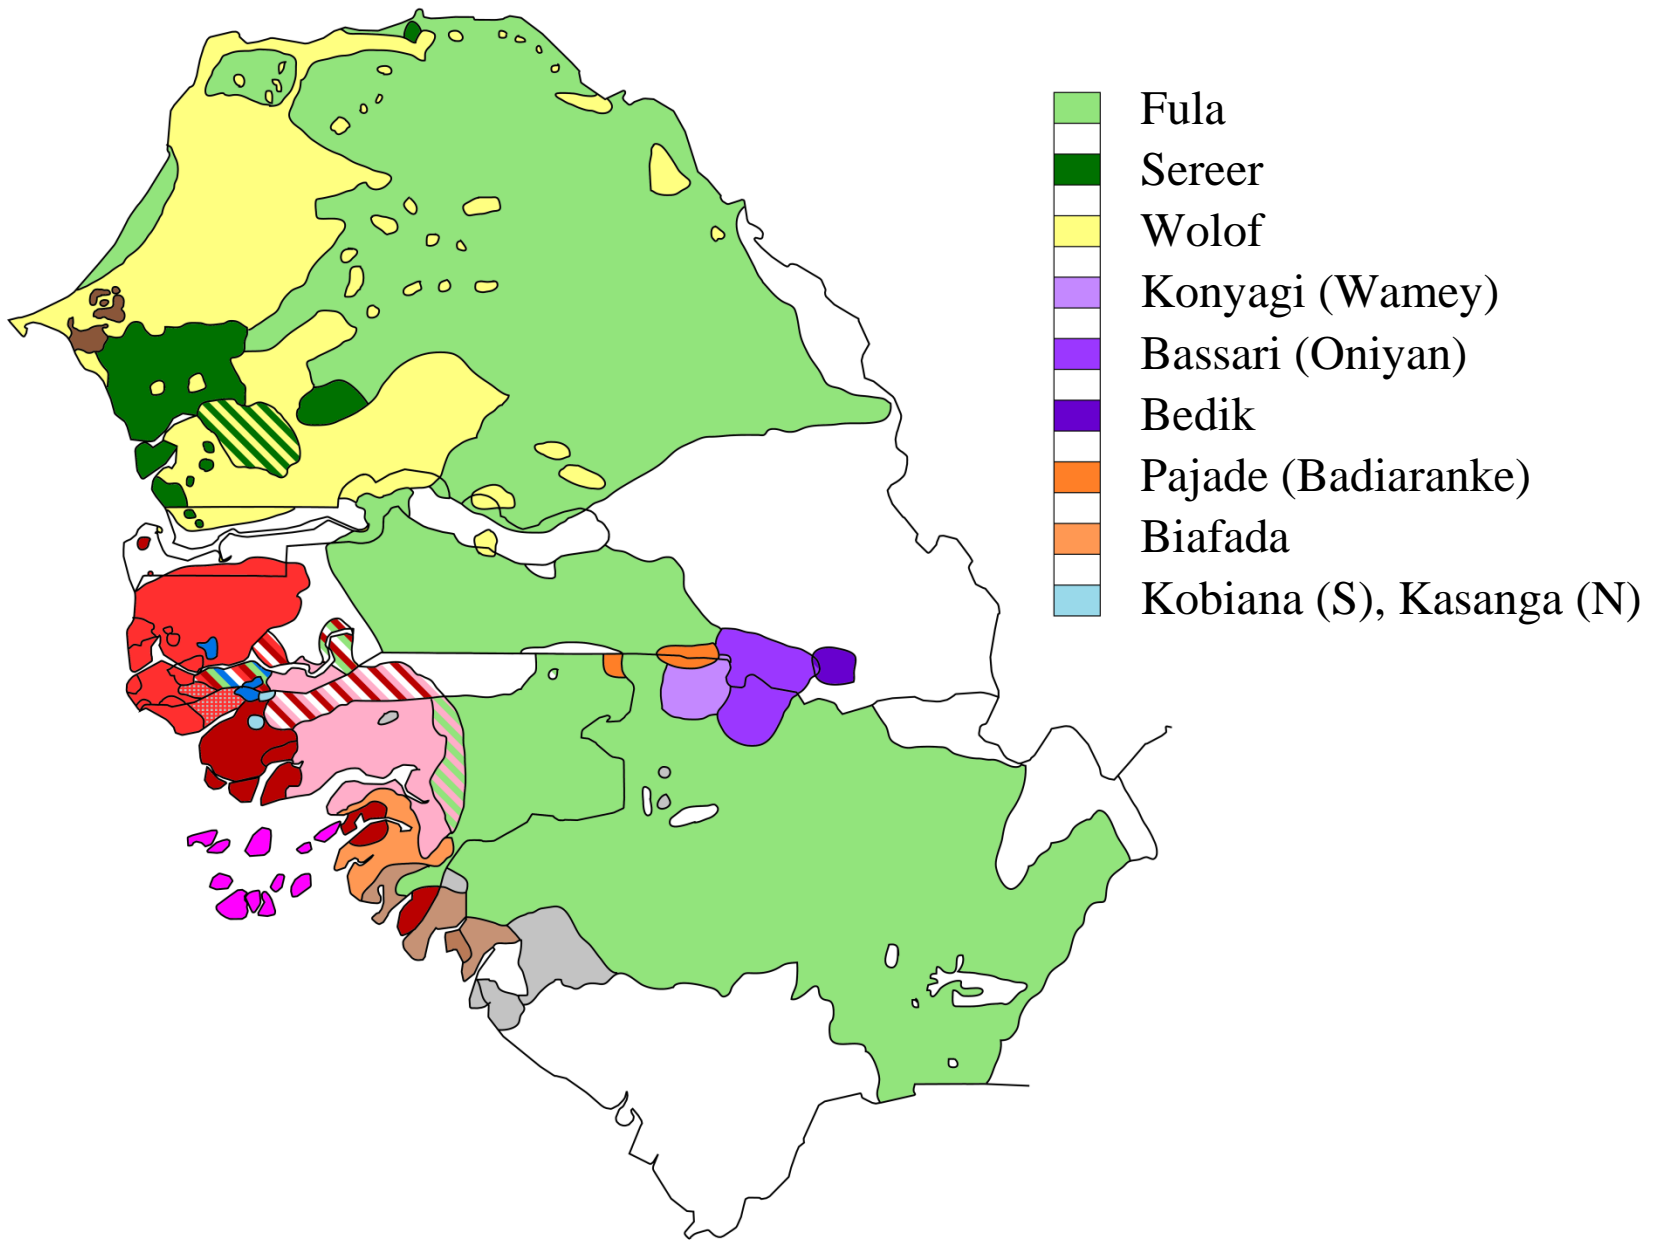 Fula
Sereer
Wolof
Konyagi (Wamey)
Bassari (Oniyan)
Bedik
Pajade (Badiaranke)
Biafada
Kobiana (S), Kasanga (N)